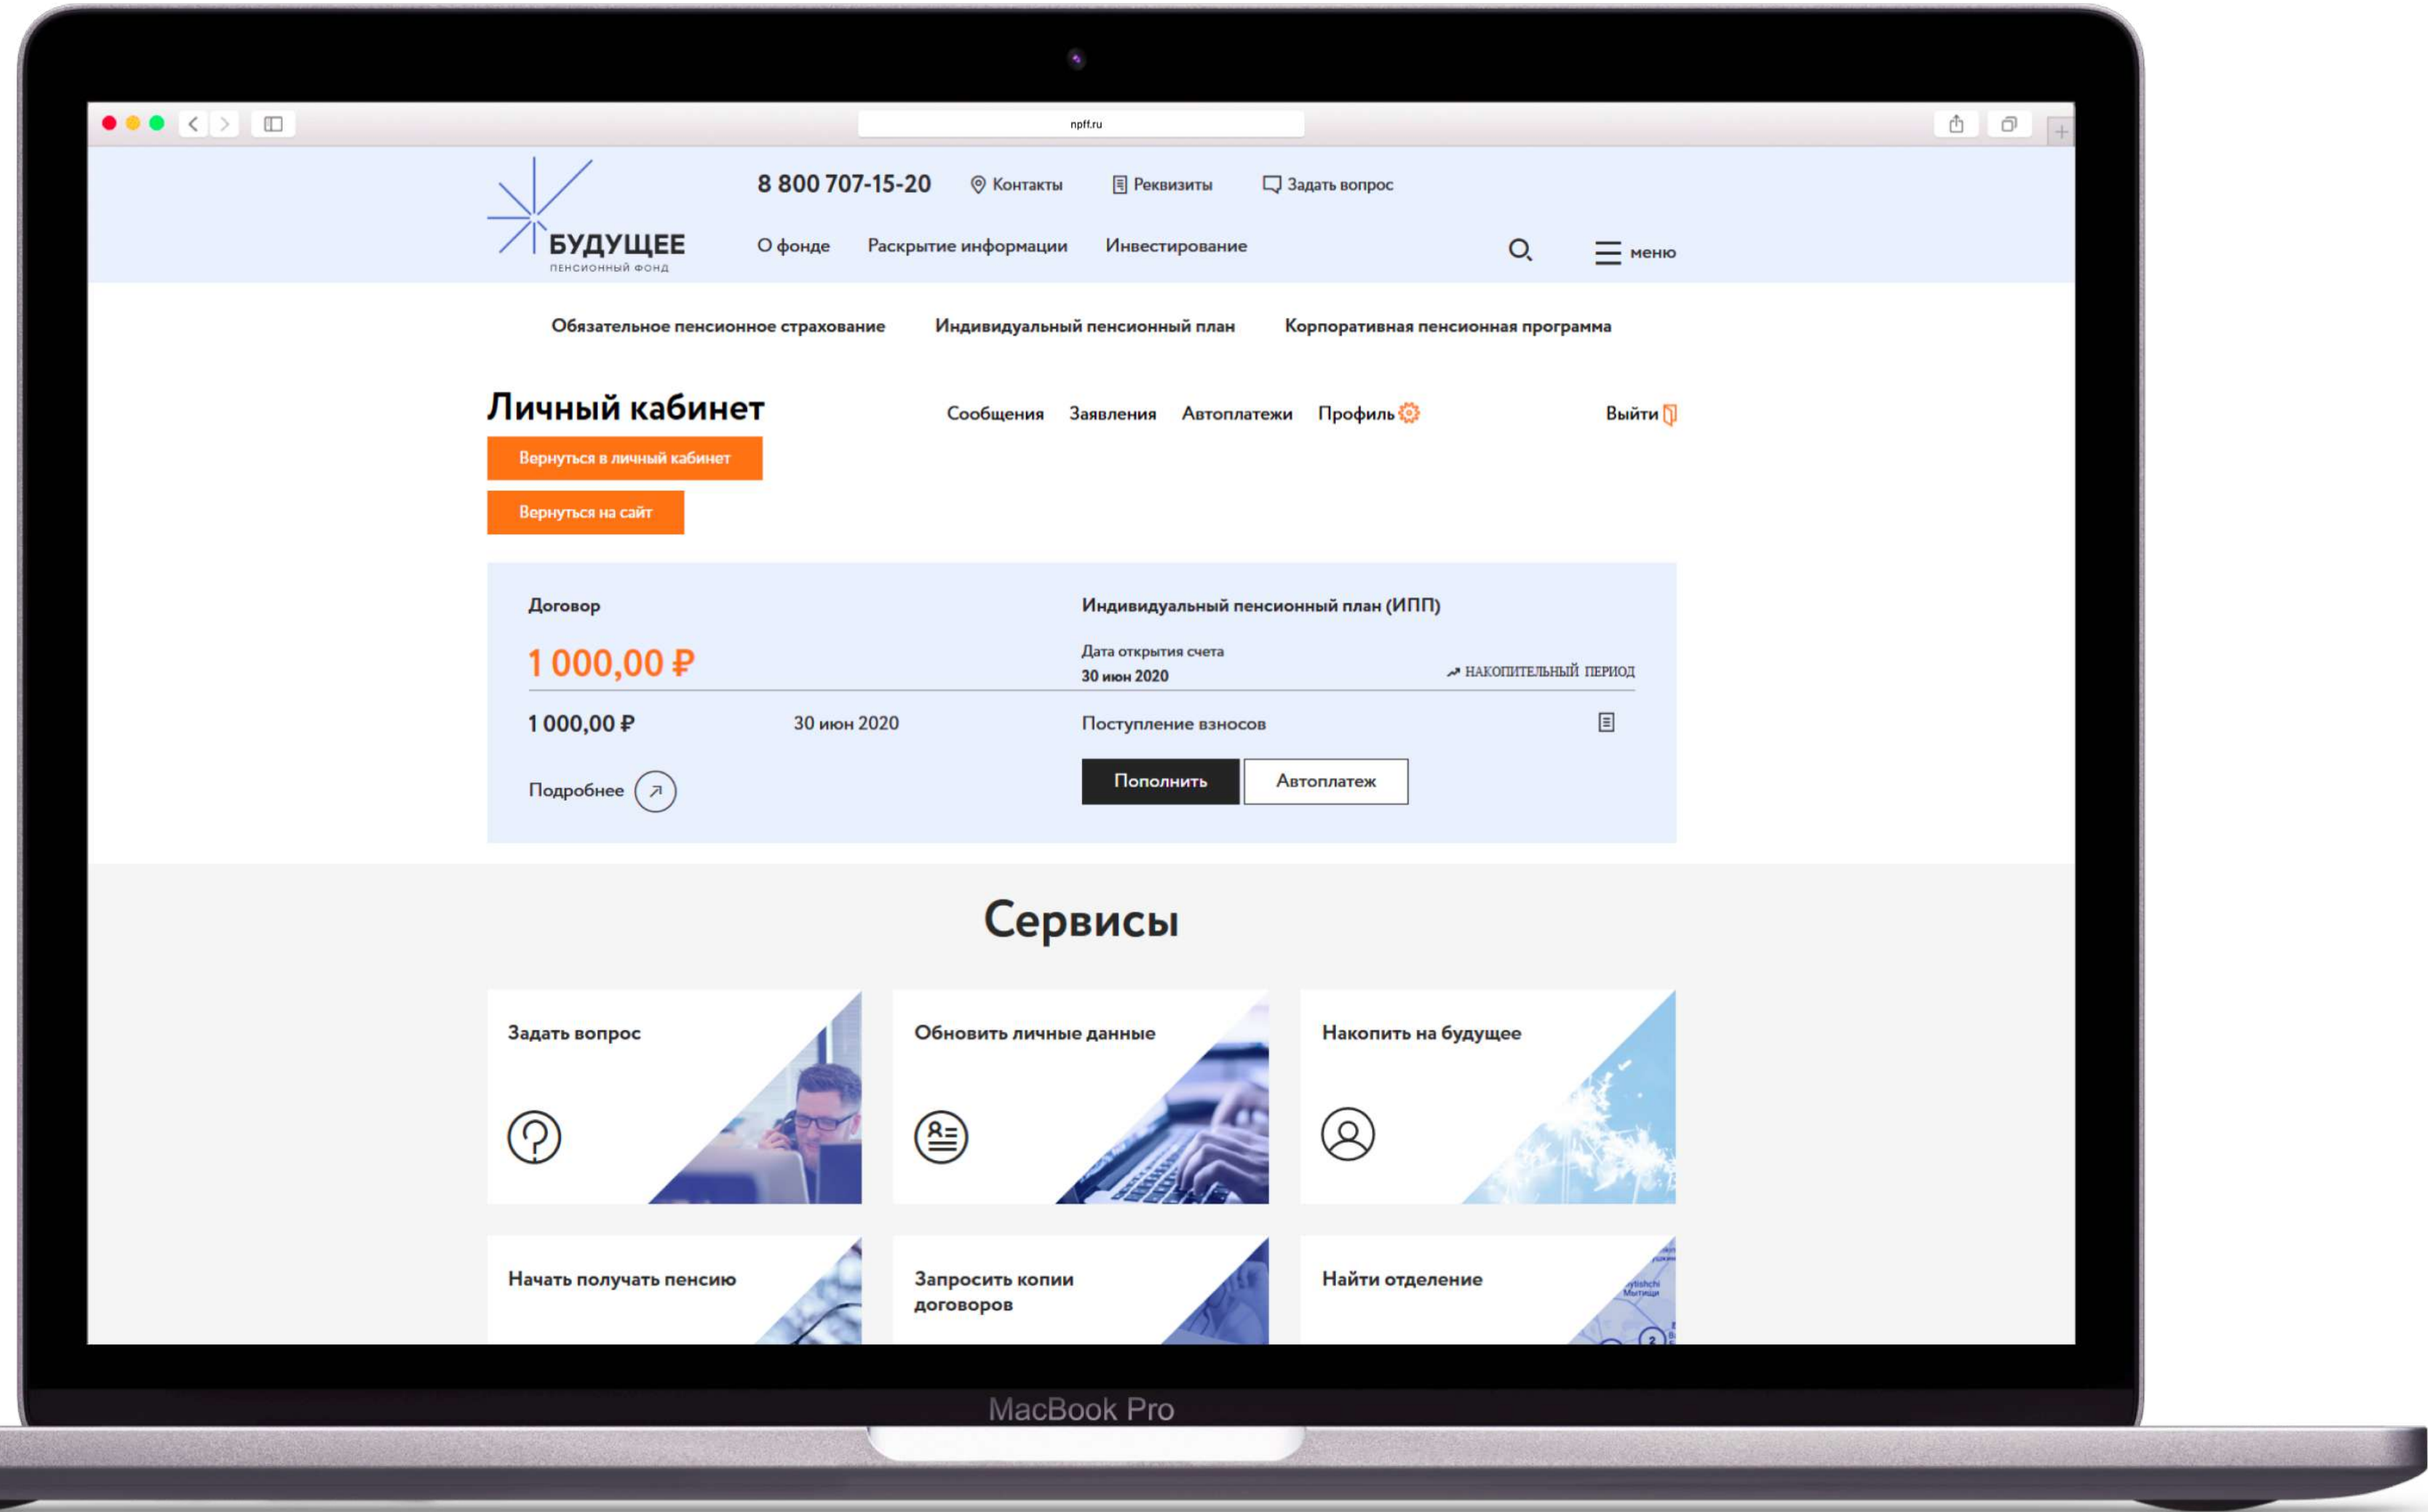 npff.ru
8 800 707-15-20
Контакты
Реквизиты
Задать вопрос
БУДУЩЕЕ
ПЕНСИОННЫЙ ФОНД
О фонде
Раскрытие информации
Инвестирование
меню
Обязательное пенсионное страхование
Индивидуальный пенсионный план
Корпоративная пенсионная программа
Личный кабинет
Сообщения
Заявления
Автоплатежи
Профиль
Выйти
Вернуться в личный кабинет
Вернуться на сайт
Договор
Индивидуальный пенсионный план (ИПП)
1 000,00 ₽
Дата открытия счета
30 июн 2020
НАКОПИТЕЛЬНЫЙ ПЕРИОД
1 000,00 ₽
30 июн 2020
Поступление взносов
Подробнее
Пополнить
Автоплатеж
Сервисы
Задать вопрос
Обновить личные данные
Накопить на будущее
Начать получать пенсию
Запросить копии
договоров
Найти отделение
Мытищи
2
MacBook Pro